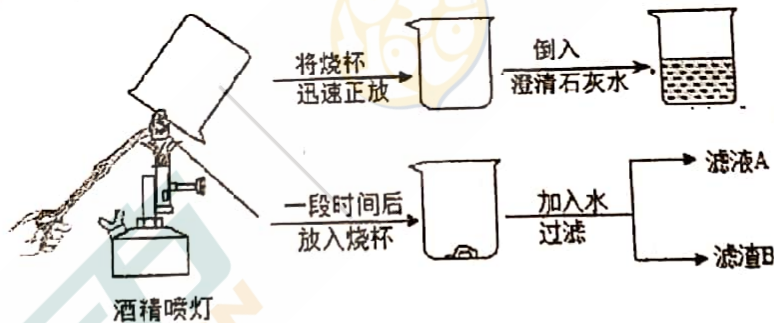 将烧杯
迅速正放
倒入
澄清石灰水
一段时间后
放入烧杯
加入水
过滤
滤液A
滤渣B
酒精喷灯